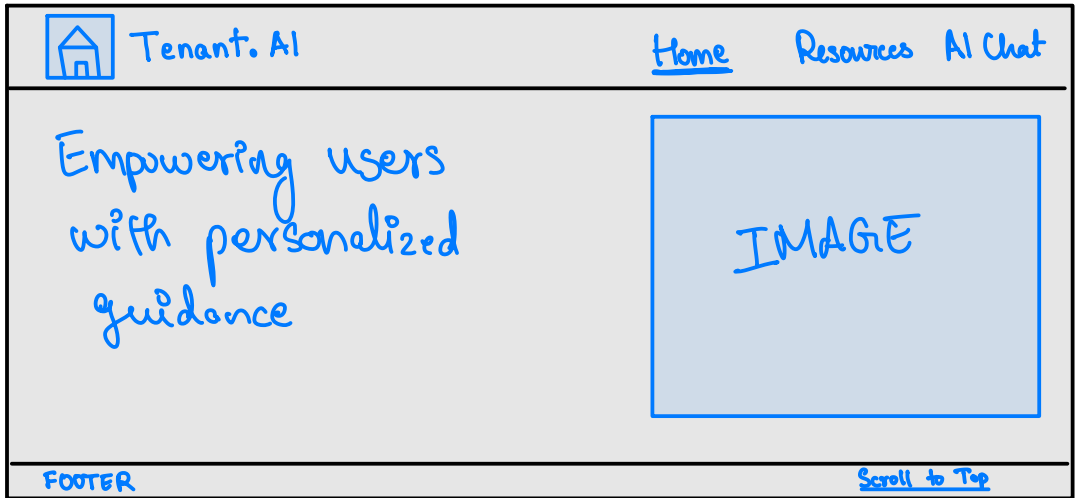 Tenant. AI
Home Resources AI Chat
Empowering users
with personalized
guidance
IMAGE
FOOTER
Scroll to Top